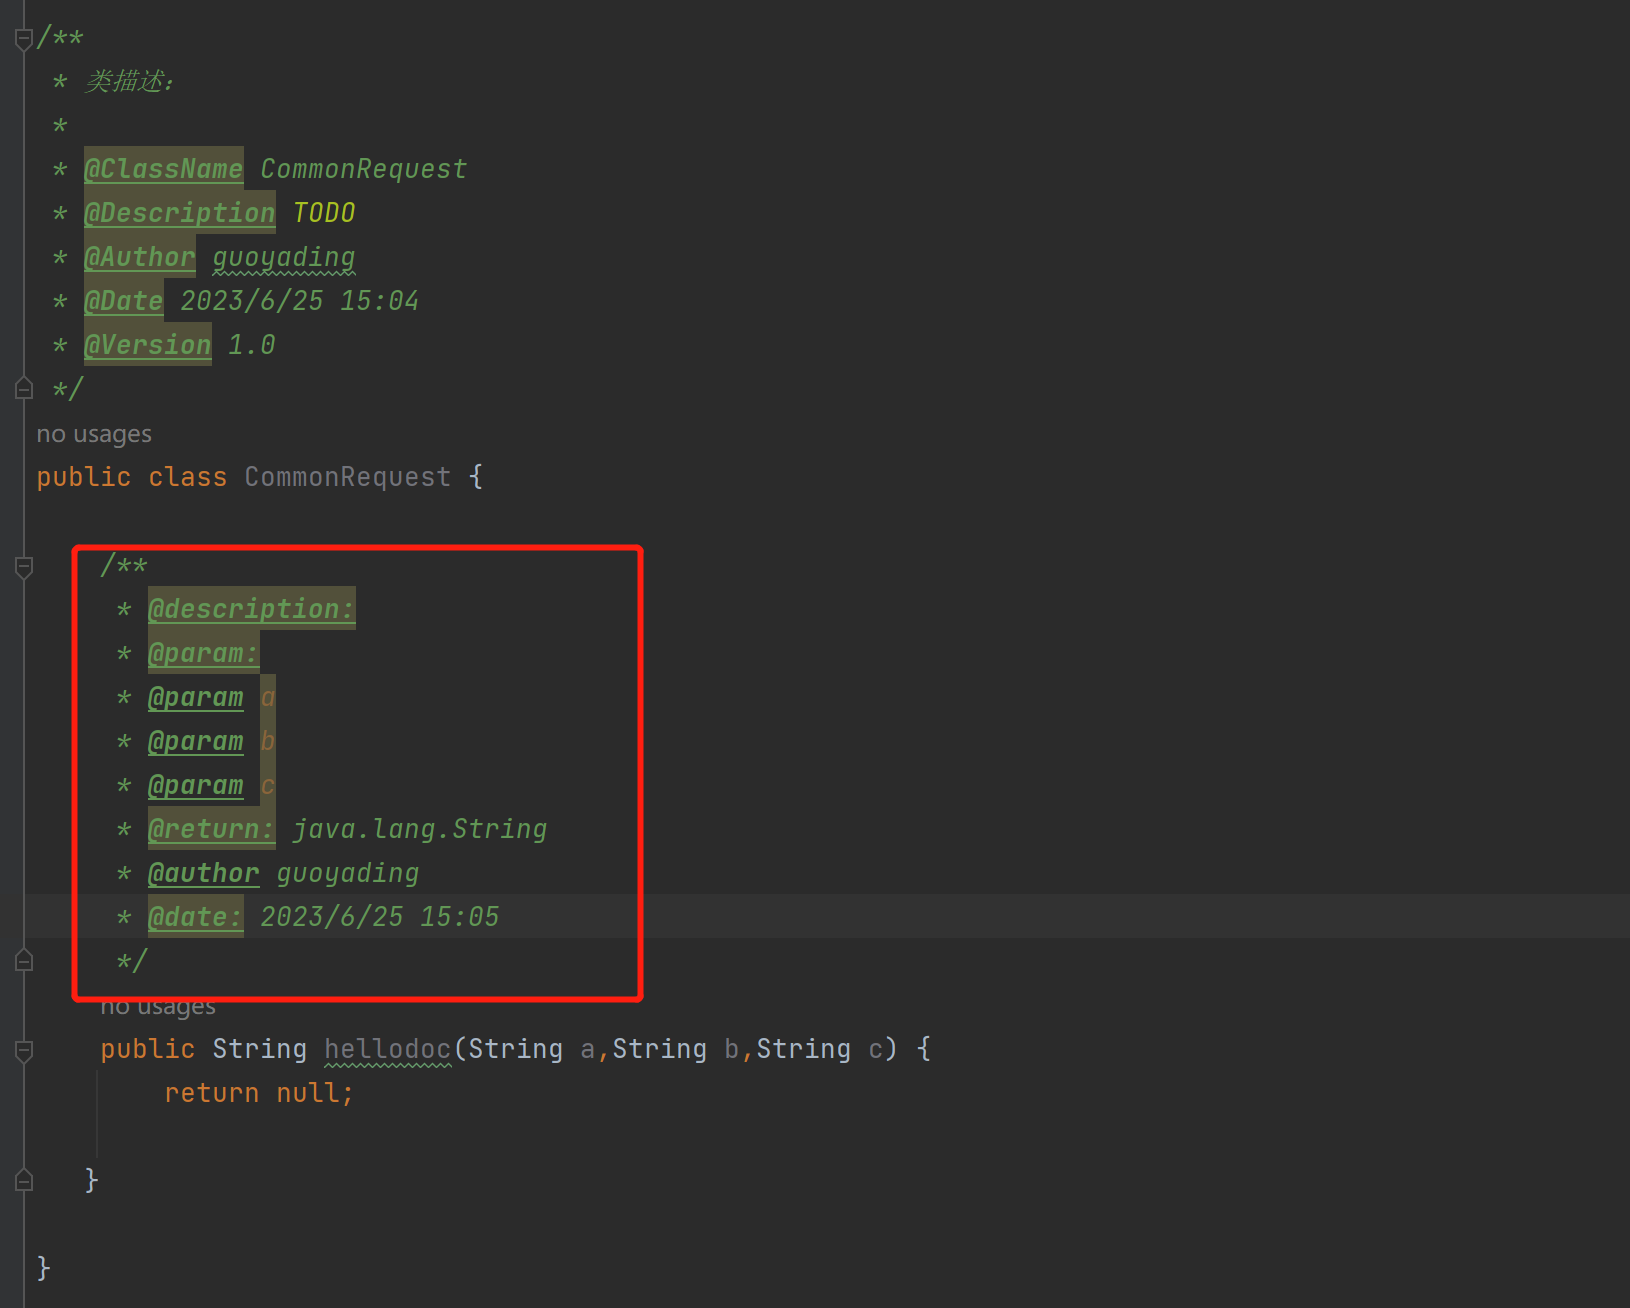 /**
* 类描述：
*
* @ClassName CommonRequest
* @Description TODO
* @Author guoyading
* @Date 2023/6/25 15:04
* @Version 1.0
*/
no usages
public class CommonRequest {
/**
* @description:
* @param:
* @param a
* @param b
* @param c
* @return: java.lang.String
* @author guoyading
* @date: 2023/6/25 15:05
*/
no usages
public String hellodoc(String a,String b,String c) {
return null;
}
}